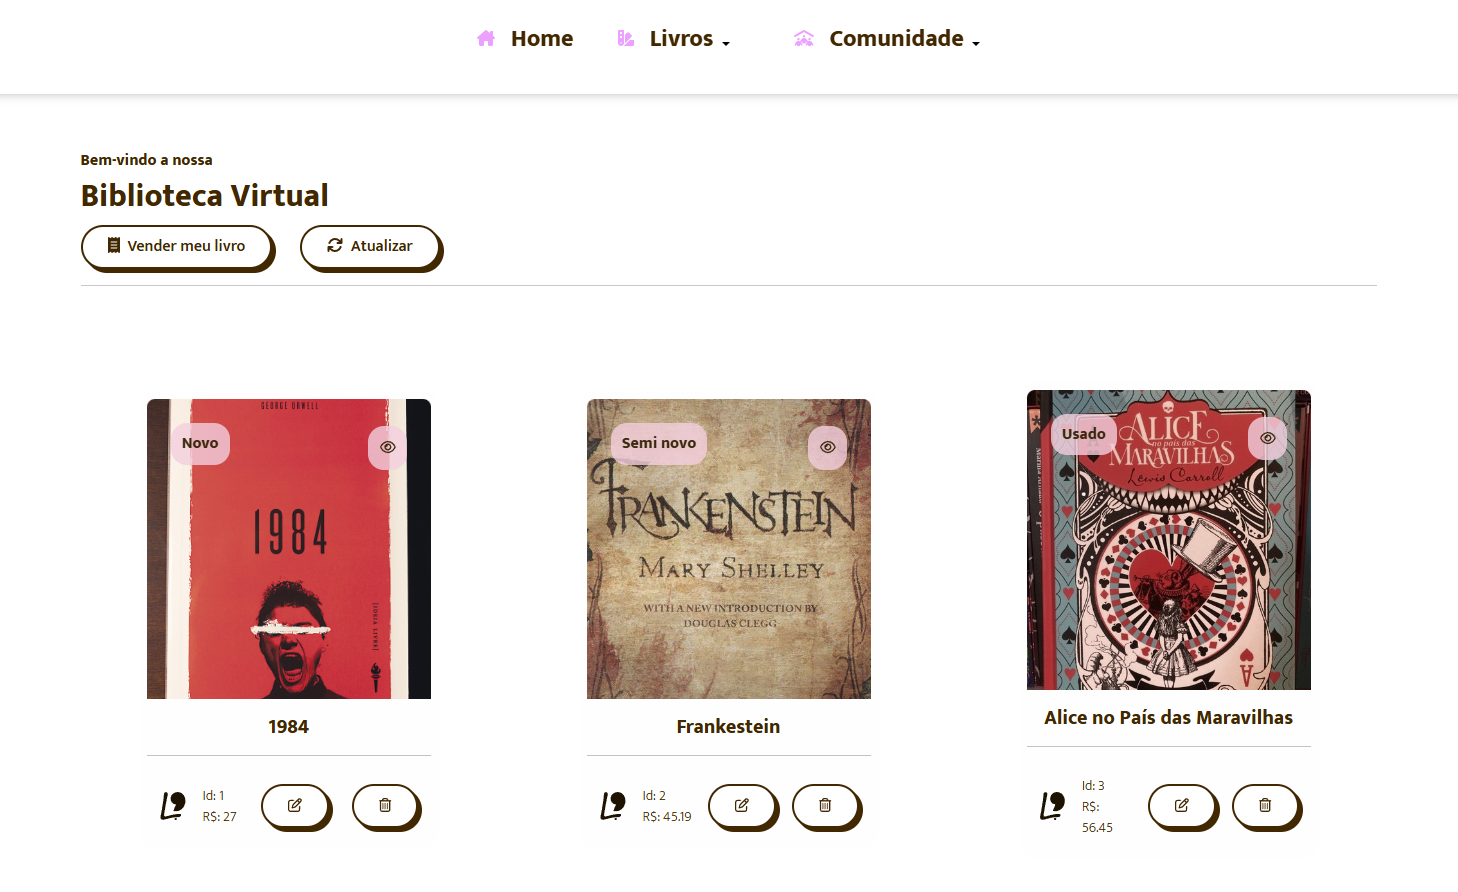 Home
Livros
Comunidade
Bem-vindo a nossa
Biblioteca Virtual
Vender meu livro
Atualizar
GEORGE ORWELL
Novo
1984
1984
Id: 1
R$: 27
Semi novo
FRANKENSTEIN
MARY SHELLEY
WITH A NEW INTRODUCTION BY
DOUGLAS CLEGG
Frankestein
Id: 2
R$: 45.19
Usado
ALICE
no país das
MARAVILHAS
Lewis Carroll
A
Alice no País das Maravilhas
Id: 3
R$:
56.45